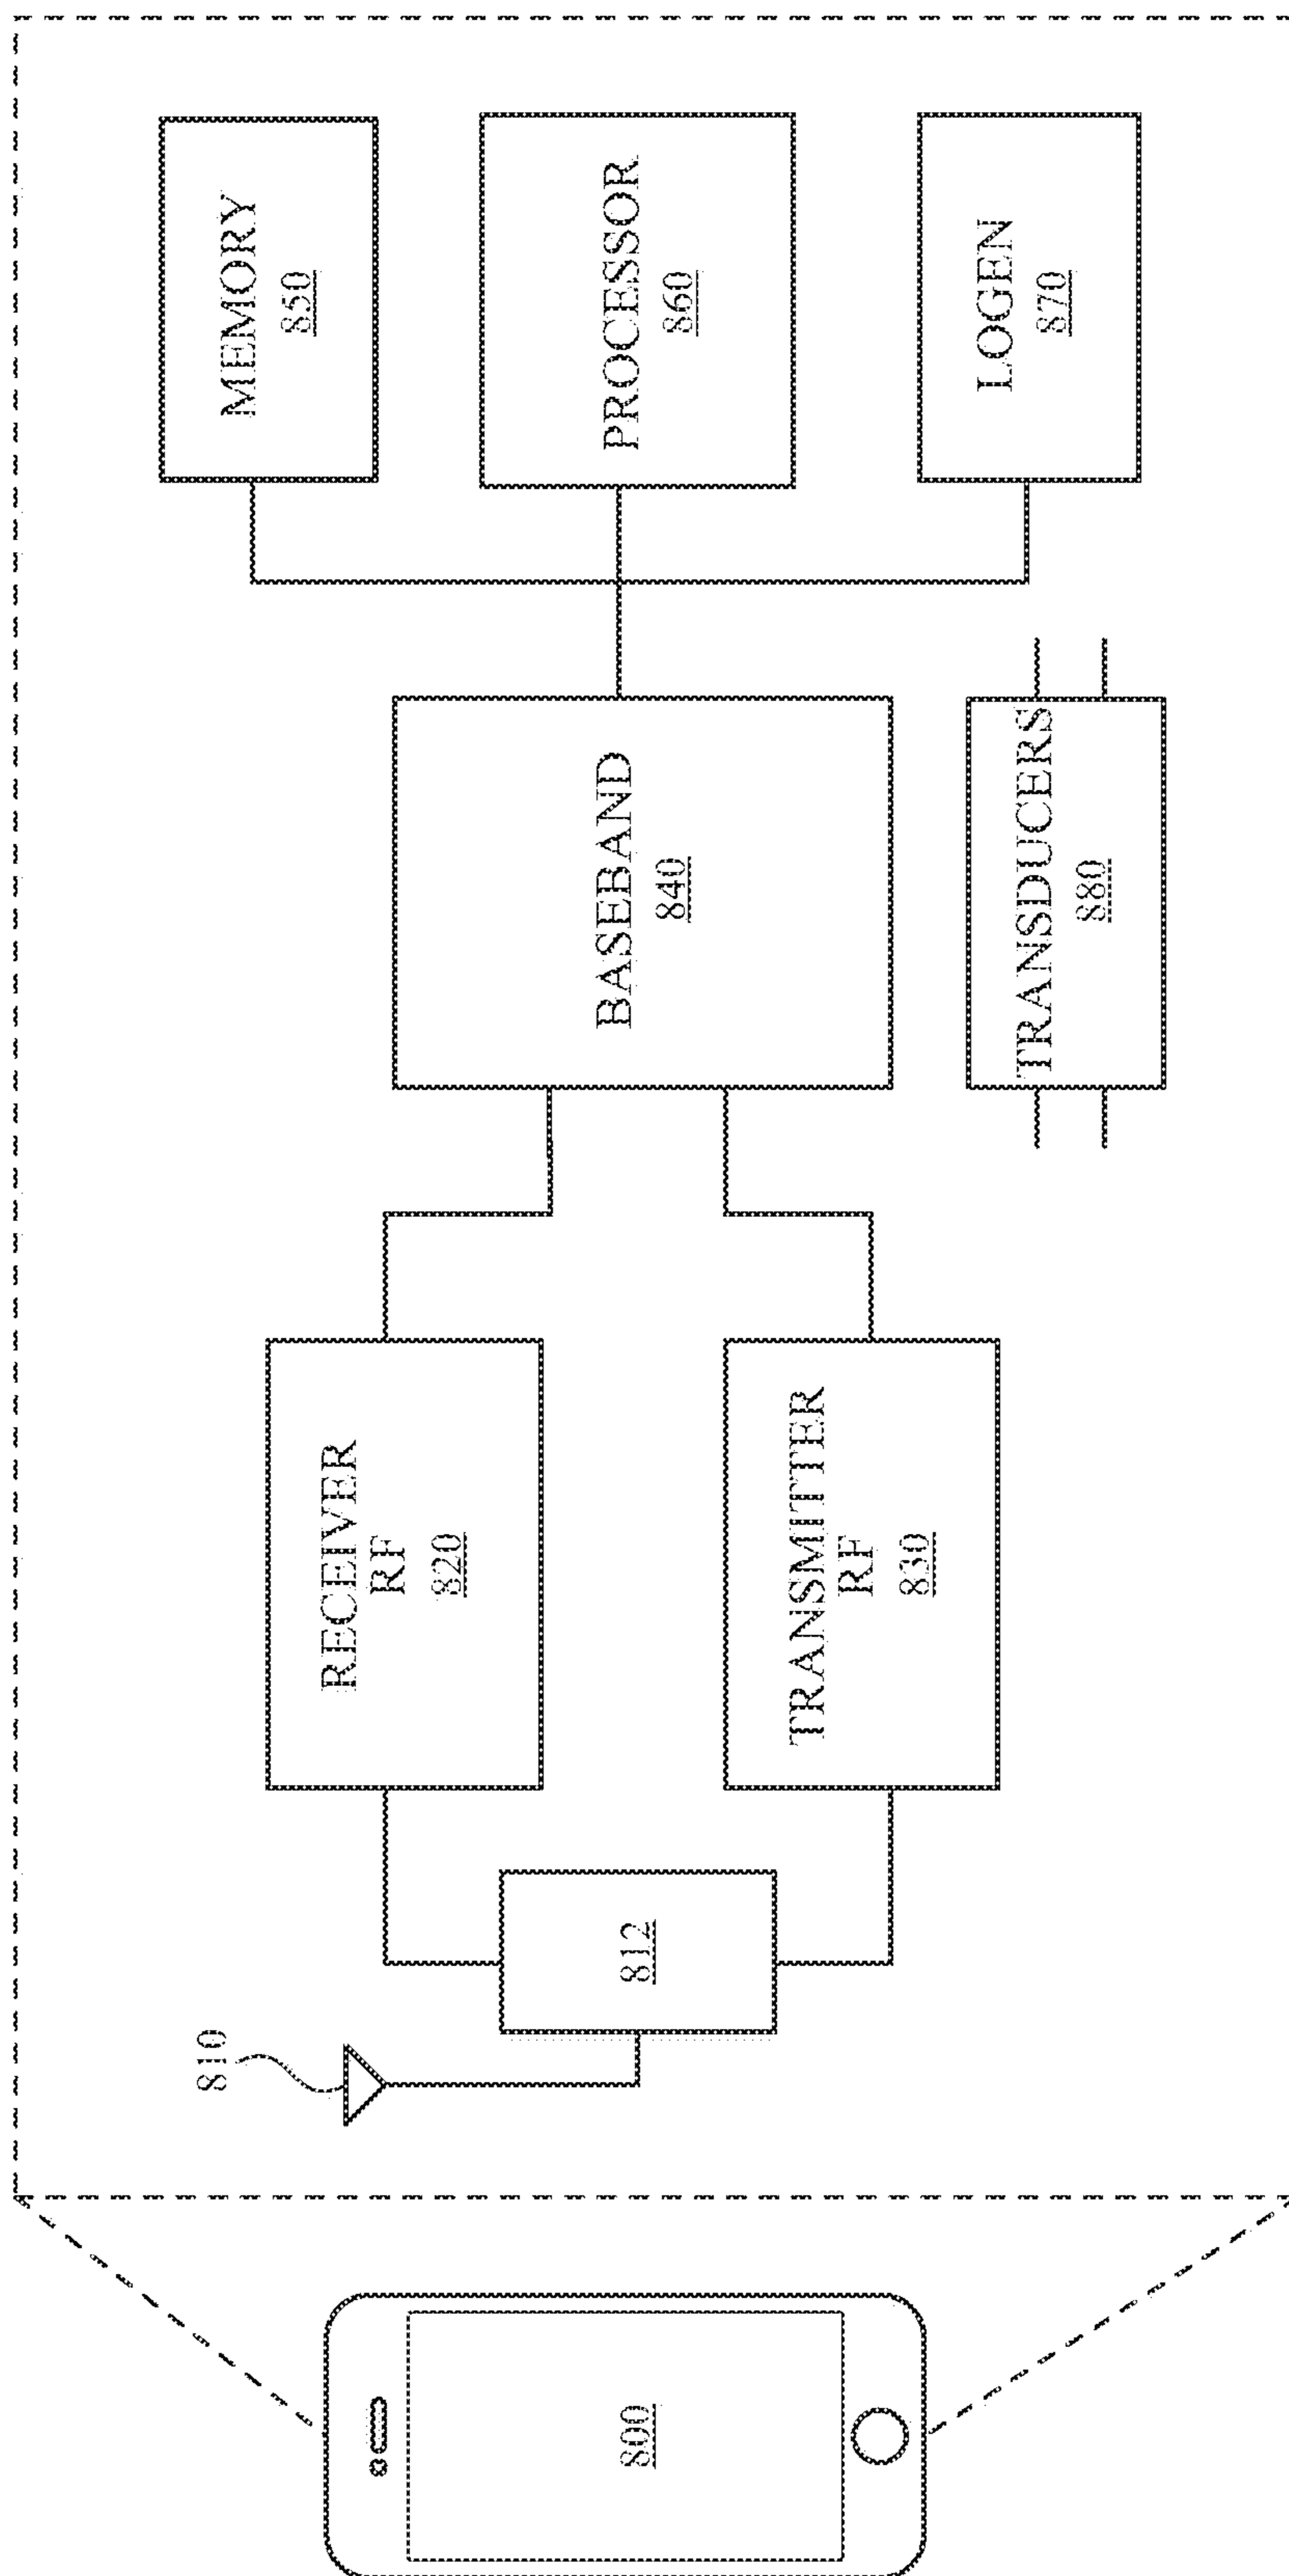 800
810
812
RECEIVER
RF
820
TRANSMITTER
RF
830
BASEBAND
840
TRANSDUCERS
880
MEMORY
850
PROCESSOR
860
LOGEN
870